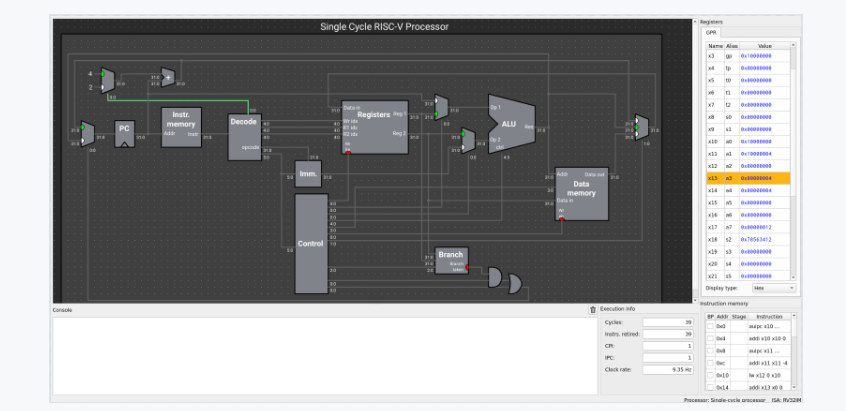 Single Cycle RISC-V Processor
Registers
GPR
Name Alias Value
x3 gp 0x10000000
x4 tp 0x00000000
x5 t0 0x00000000
x6 t1 0x00000000
x7 t2 0x00000000
x8 s0 0x00000000
x9 s1 0x00000000
x10 a0 0x10000000
x11 a1 0x10000004
x12 a2 0x00000000
x13 a3 0x00000004
x14 a4 0x00000004
x15 a5 0x00000000
x16 a6 0x00000000
x17 a7 0x00000012
x18 s2 0x78563412
x19 s3 0x00000000
x20 s4 0x00000000
x21 s5 0x00000000
Display type: Hex
4
2
PC
Instr. memory
Addr Instr
Decode
opcode
Data in
Registers
Wr idx
R1 idx
R2 idx
Reg 1
Reg 2
Imm.
Control
Op 1
Op 2
ALU
Res
ctrl
Addr Data out
Data memory
Data in
Branch
Branch taken
Console
Execution info
Cycles: 39
Instrs. retired: 39
CPI: 1
IPC: 1
Clock rate: 9.35 Hz
Instruction memory
BP Addr Stage Instruction
0x0 auipc x10 ...
0x4 addi x10 x10 0
0x8 auipc x11 ...
0xc addi x11 x11 -4
0x10 lw x12 0 x10
0x14 addi x13 x0 0
Processor: Single-cycle processor ISA: RV32IM